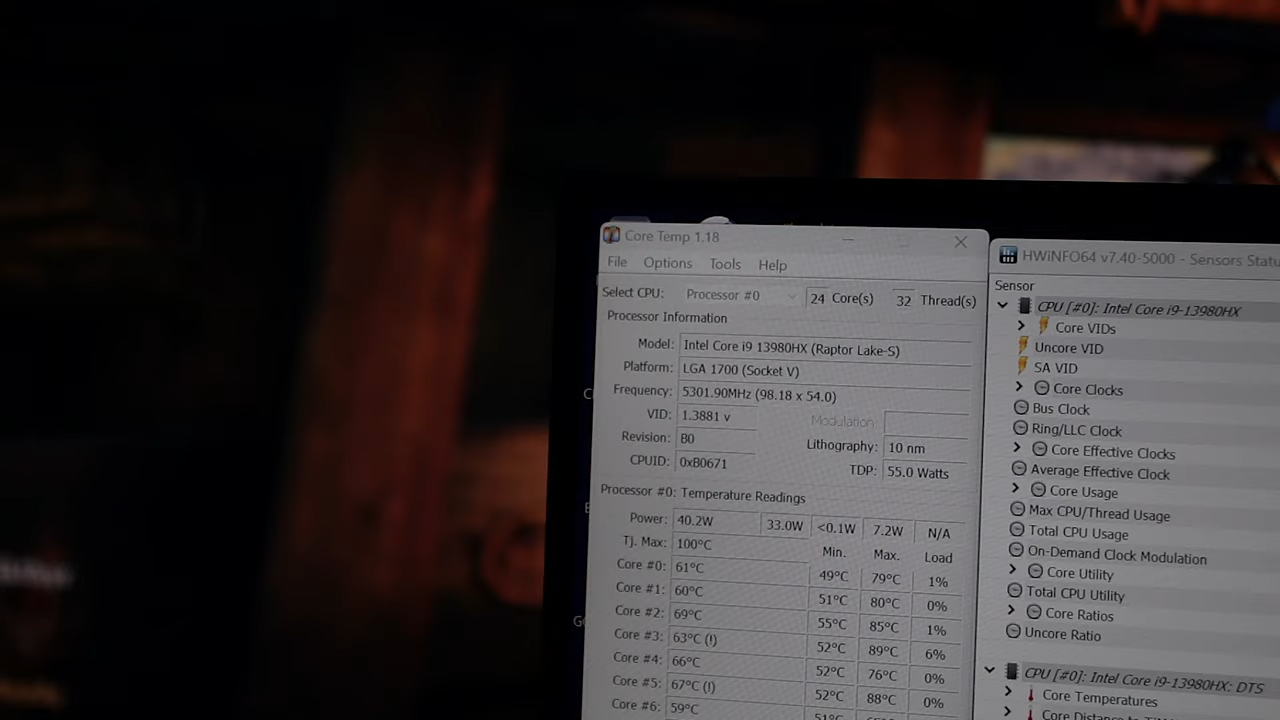 Core Temp 1.18
File Options Tools Help
Select CPU: Processor #0 24 Core(s) 32 Thread(s)
Processor Information
Model: Intel Core i9 13980HX (Raptor Lake-S)
Platform: LGA 1700 (Socket V)
Frequency: 5301.90MHz (98.18 x 54.0)
VID: 1.3881 v Modulation:
Revision: B0 Lithography: 10 nm
CPUID: 0xB0671 TDP: 55.0 Watts
Processor #0: Temperature Readings
Power: 40.2W 33.0W <0.1W 7.2W N/A
Tj. Max: 100°C Min. Max. Load
Core #0: 61°C 49°C 79°C 1%
Core #1: 60°C 51°C 80°C 0%
Core #2: 69°C 55°C 85°C 1%
Core #3: 63°C (!) 52°C 89°C 6%
Core #4: 66°C 52°C 76°C 0%
Core #5: 67°C (!) 52°C 88°C 0%
Core #6: 59°C
HWiNFO64 v7.40-5000 - Sensors Statu
Sensor
CPU [#0]: Intel Core i9-13980HX
Core VIDs
Uncore VID
SA VID
Core Clocks
Bus Clock
Ring/LLC Clock
Core Effective Clocks
Average Effective Clock
Core Usage
Max CPU/Thread Usage
Total CPU Usage
On-Demand Clock Modulation
Core Utility
Total CPU Utility
Core Ratios
Uncore Ratio
CPU [#0]: Intel Core i9-13980HX: DTS
Core Temperatures